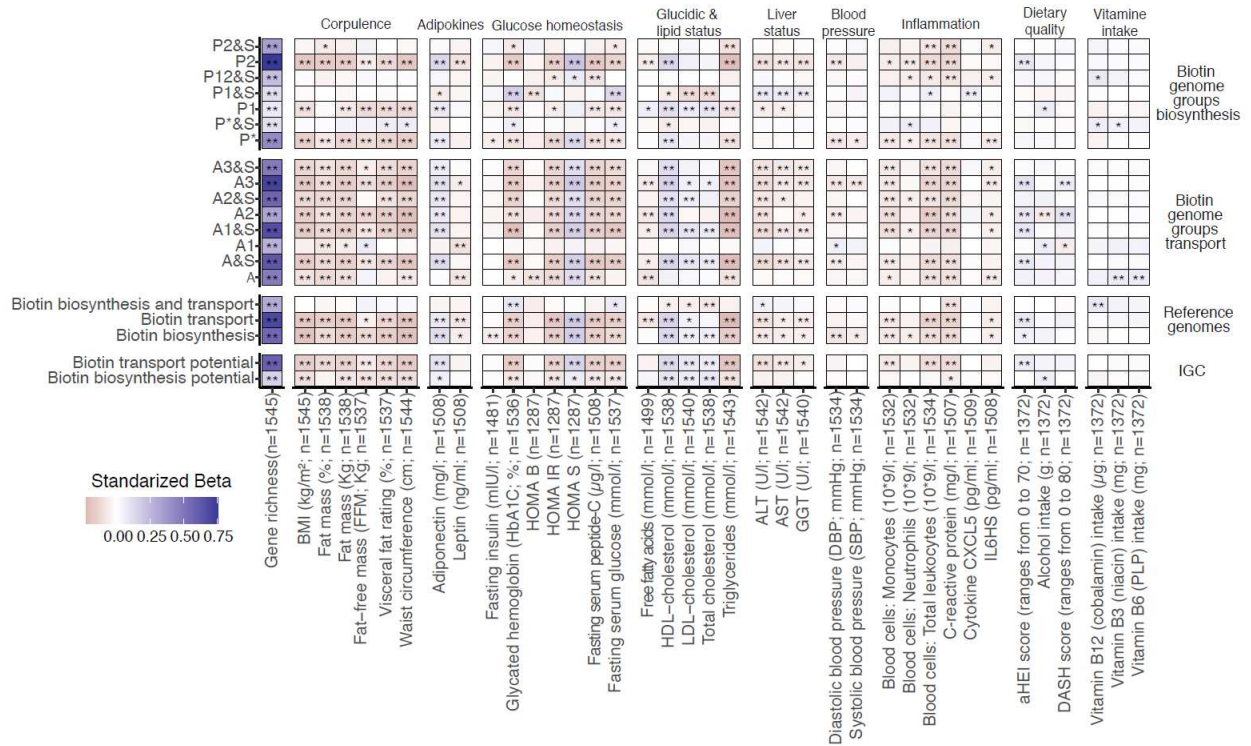 Corpulence
Adipokines
Glucose homeostasis
Glucidic &
lipid status
Liver
status
Blood
pressure
Inflammation
Dietary
quality
Vitamine
intake
P2&S
P2
P12&S
P1&S
P1
P*&S
P*
Biotin
genome
groups
biosynthesis
A3&S
A3
A2&S
A2
A1&S
A1
A&S
A
Biotin
genome
groups
transport
Biotin biosynthesis and transport
Biotin transport
Biotin biosynthesis
Reference
genomes
Biotin transport potential
Biotin biosynthesis potential
IGC
Standarized Beta
0.00 0.25 0.50 0.75
Gene richness(n=1545)
BMI (kg/m²; n=1545)
Fat mass (%; n=1538)
Fat mass (Kg; n=1538)
Fat−free mass (FFM; Kg; n=1537)
Visceral fat rating (%; n=1537)
Waist circumference (cm; n=1544)
Adiponectin (mg/l; n=1508)
Leptin (ng/ml; n=1508)
Fasting insulin (mIU/l; n=1481)
Glycated hemoglobin (HbA1C; %; n=1536)
HOMA B (n=1287)
HOMA IR (n=1287)
HOMA S (n=1287)
Fasting serum peptide-C (µg/l; n=1508)
Fasting serum glucose (mmol/l; n=1537)
Free fatty acids (mmol/l; n=1499)
HDL−cholesterol (mmol/l; n=1538)
LDL−cholesterol (mmol/l; n=1540)
Total cholesterol (mmol/l; n=1538)
Triglycerides (mmol/l; n=1543)
ALT (U/l; n=1542)
AST (U/l; n=1542)
GGT (U/l; n=1540)
Diastolic blood pressure (DBP; mmHg; n=1534)
Systolic blood pressure (SBP; mmHg; n=1534)
Blood cells: Monocytes (10*9/l; n=1532)
Blood cells: Neutrophils (10*9/l; n=1532)
Blood cells: Total leukocytes (10*9/l; n=1534)
C-reactive protein (mg/l; n=1507)
Cytokine CXCL5 (pg/ml; n=1509)
IL6HS (pg/ml; n=1508)
aHEI score (ranges from 0 to 70; n=1372)
Alcohol intake (g; n=1372)
DASH score (ranges from 0 to 80; n=1372)
Vitamin B12 (cobalamin) intake (µg; n=1372)
Vitamin B3 (niacin) intake (mg; n=1372)
Vitamin B6 (PLP) intake (mg; n=1372)